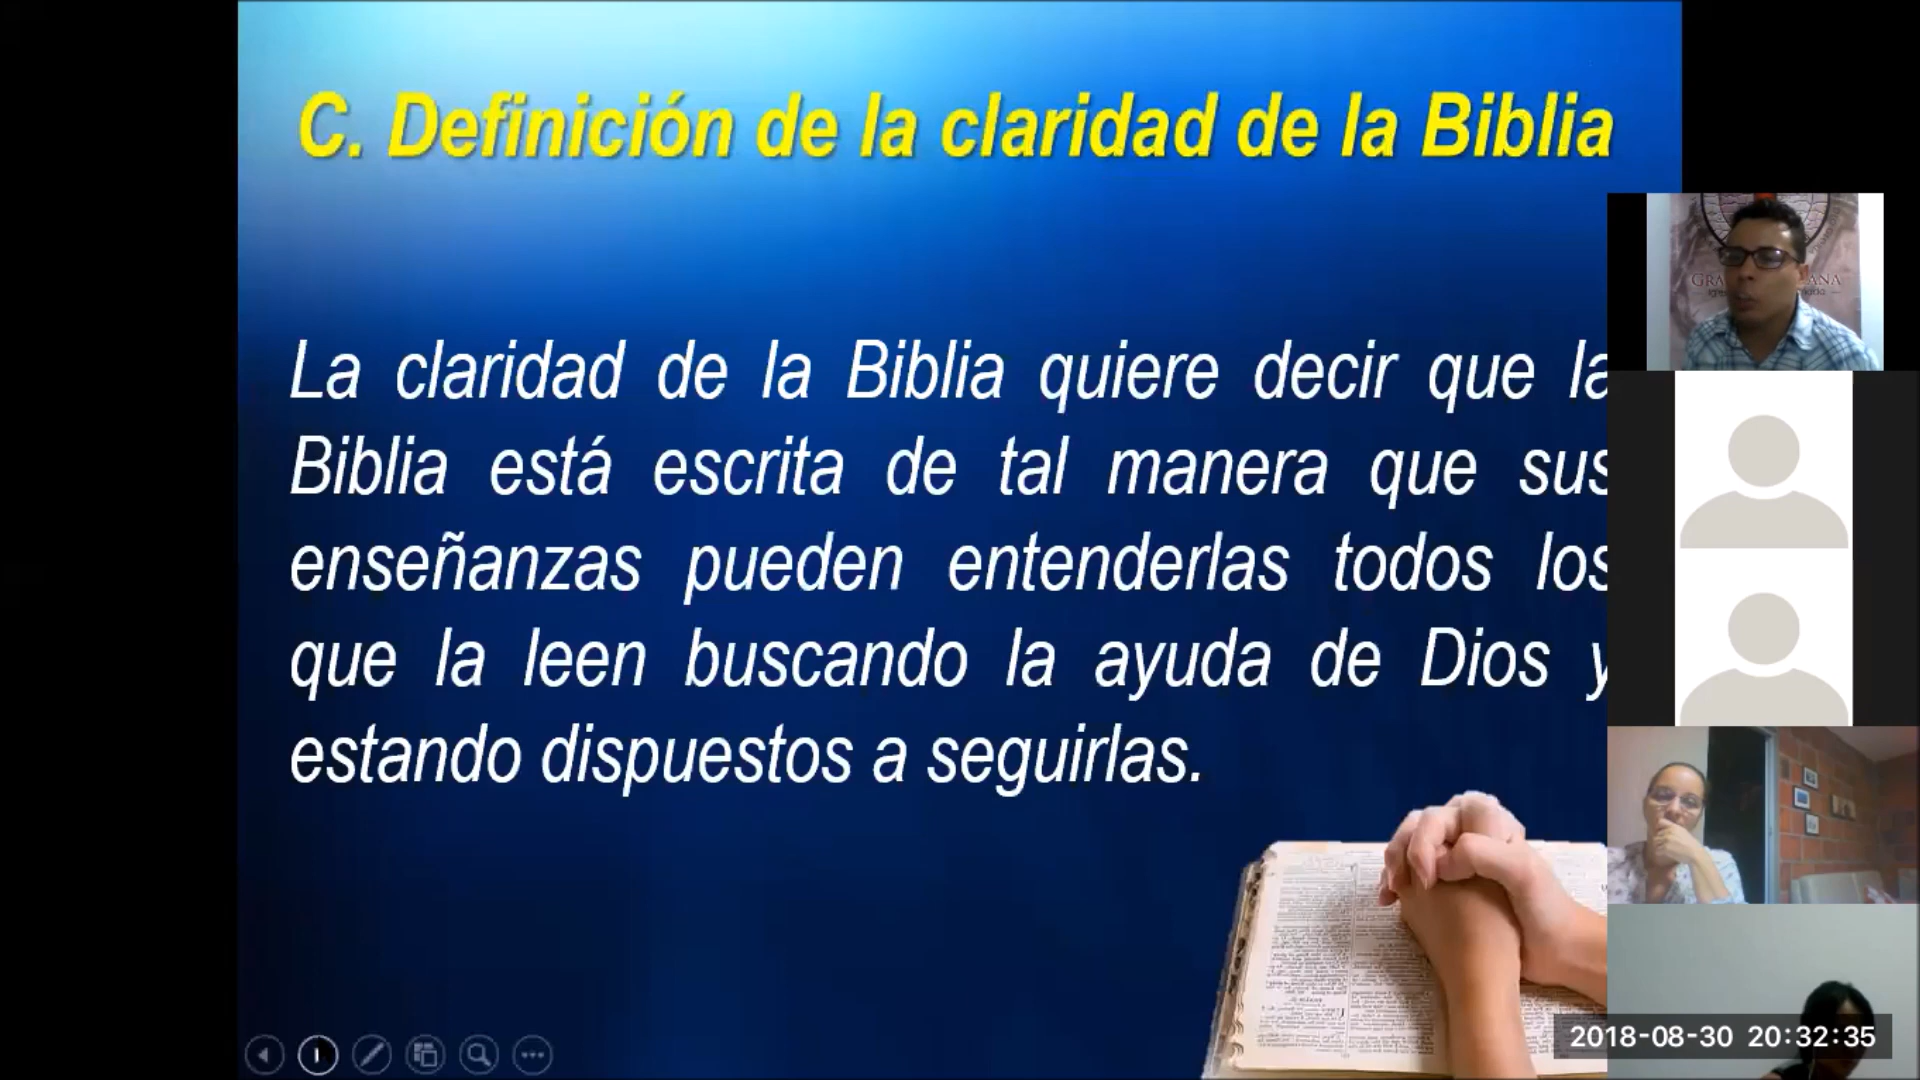 C. Definición de la claridad de la Biblia
La claridad de la Biblia quiere decir que la
Biblia está escrita de tal manera que sus
enseñanzas pueden entenderlas todos los
que la leen buscando la ayuda de Dios y
estando dispuestos a seguirlas.
2018-08-30 20:32:35